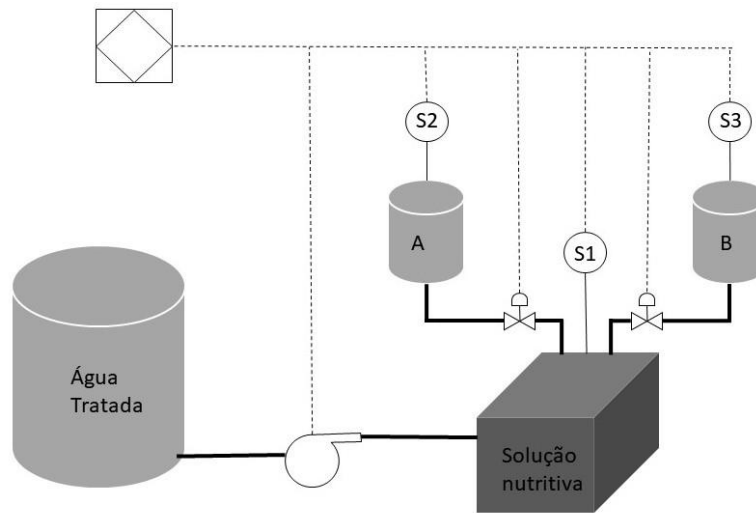 S2
S3
A
B
S1
Água
Tratada
Solução
nutritiva